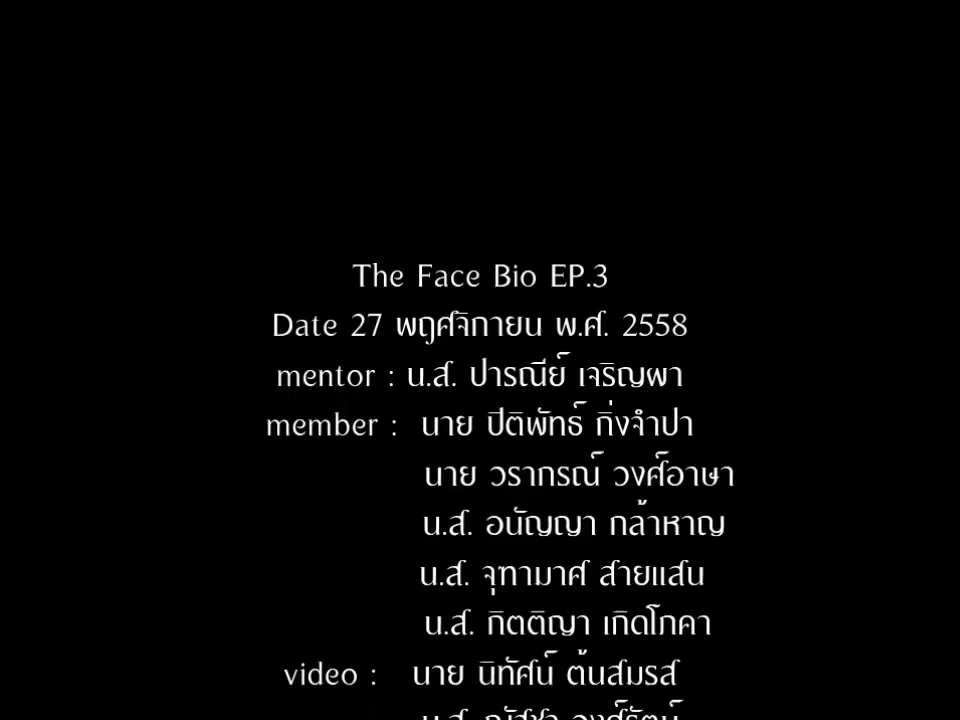 The Face Bio EP.3
Date 27 พฤศจิกายน พ.ศ. 2558
mentor : น.ส. ปารณีย์ เจริญผา
member : นาย ปิติพัทธ์ กิ่งจำปา
นาย วรากรณ์ วงศ์อาษา
น.ส. อนัญญา กล้าหาญ
น.ส. จุฑามาศ สายแสน
น.ส. กิตติญา เกิดโภคา
video : นาย นิทัศน์ ต้นสมรส
น.ส.